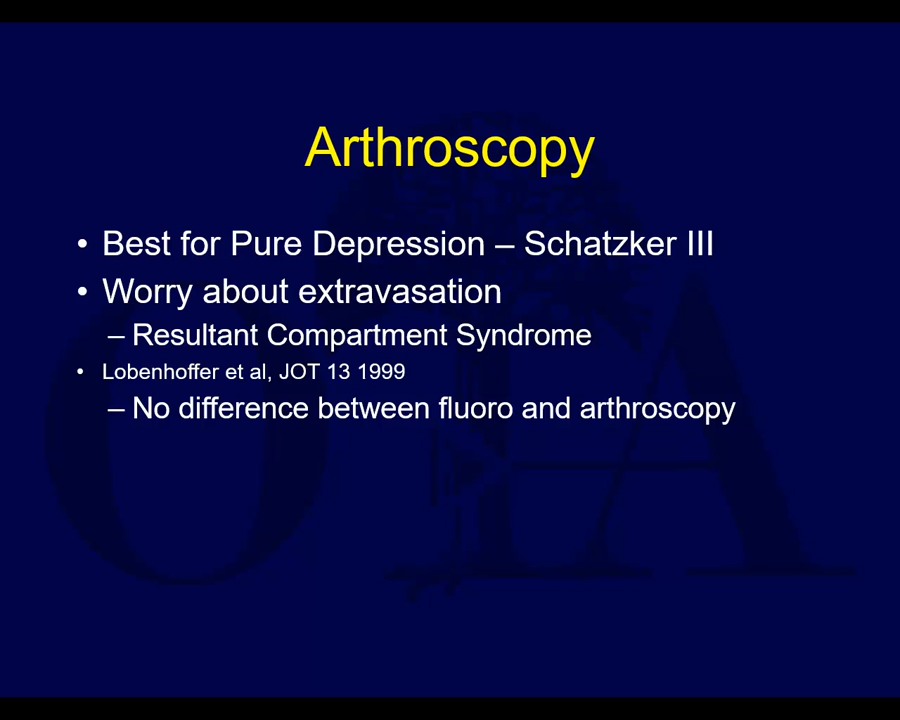 Arthroscopy
• Best for Pure Depression – Schatzker III
• Worry about extravasation
– Resultant Compartment Syndrome
• Lobenhoffer et al, JOT 13 1999
– No difference between fluoro and arthroscopy
OTA